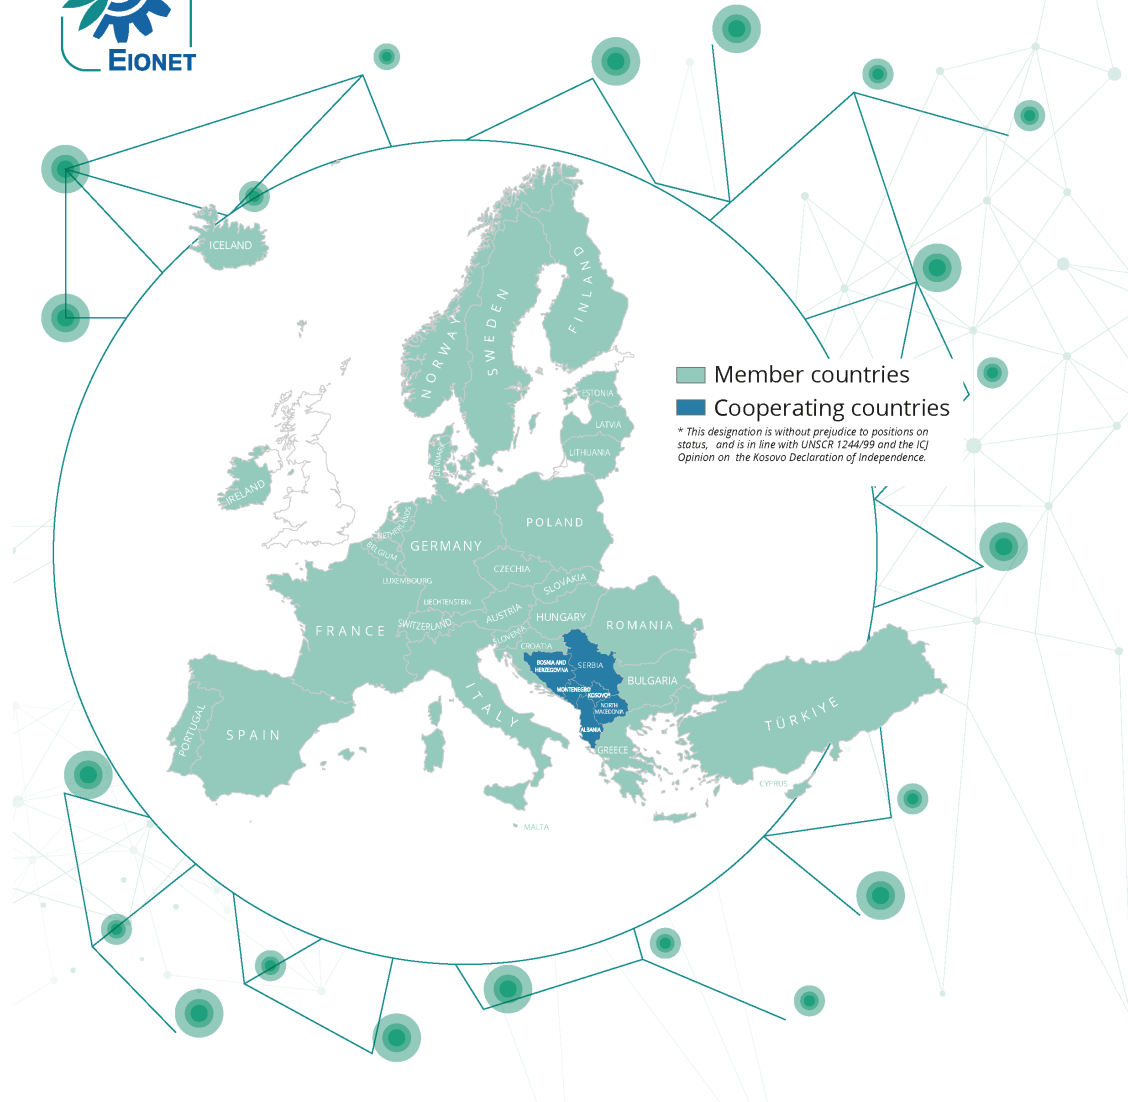 EIONET
ICELAND
NORWAY
SWEDEN
FINLAND
Member countries
Cooperating countries
* This designation is without prejudice to positions on
status, and is in line with UNSCR 1244/99 and the ICJ
Opinion on the Kosovo Declaration of Independence.
ESTONIA
LATVIA
LITHUANIA
DENMARK
IRELAND
NETHERLANDS
BELGIUM
GERMANY
POLAND
LUXEMBOURG
CZECHIA
SLOVAKIA
LIECHTENSTEIN
AUSTRIA
HUNGARY
FRANCE
SWITZERLAND
SLOVENIA
CROATIA
ROMANIA
BOSNIA AND
HERZEGOVINA
SERBIA
MONTENEGRO
KOSOVO*
BULGARIA
NORTH
MACEDONIA
ALBANIA
ITALY
PORTUGAL
SPAIN
GREECE
TÜRKIYE
CYPRUS
MALTA